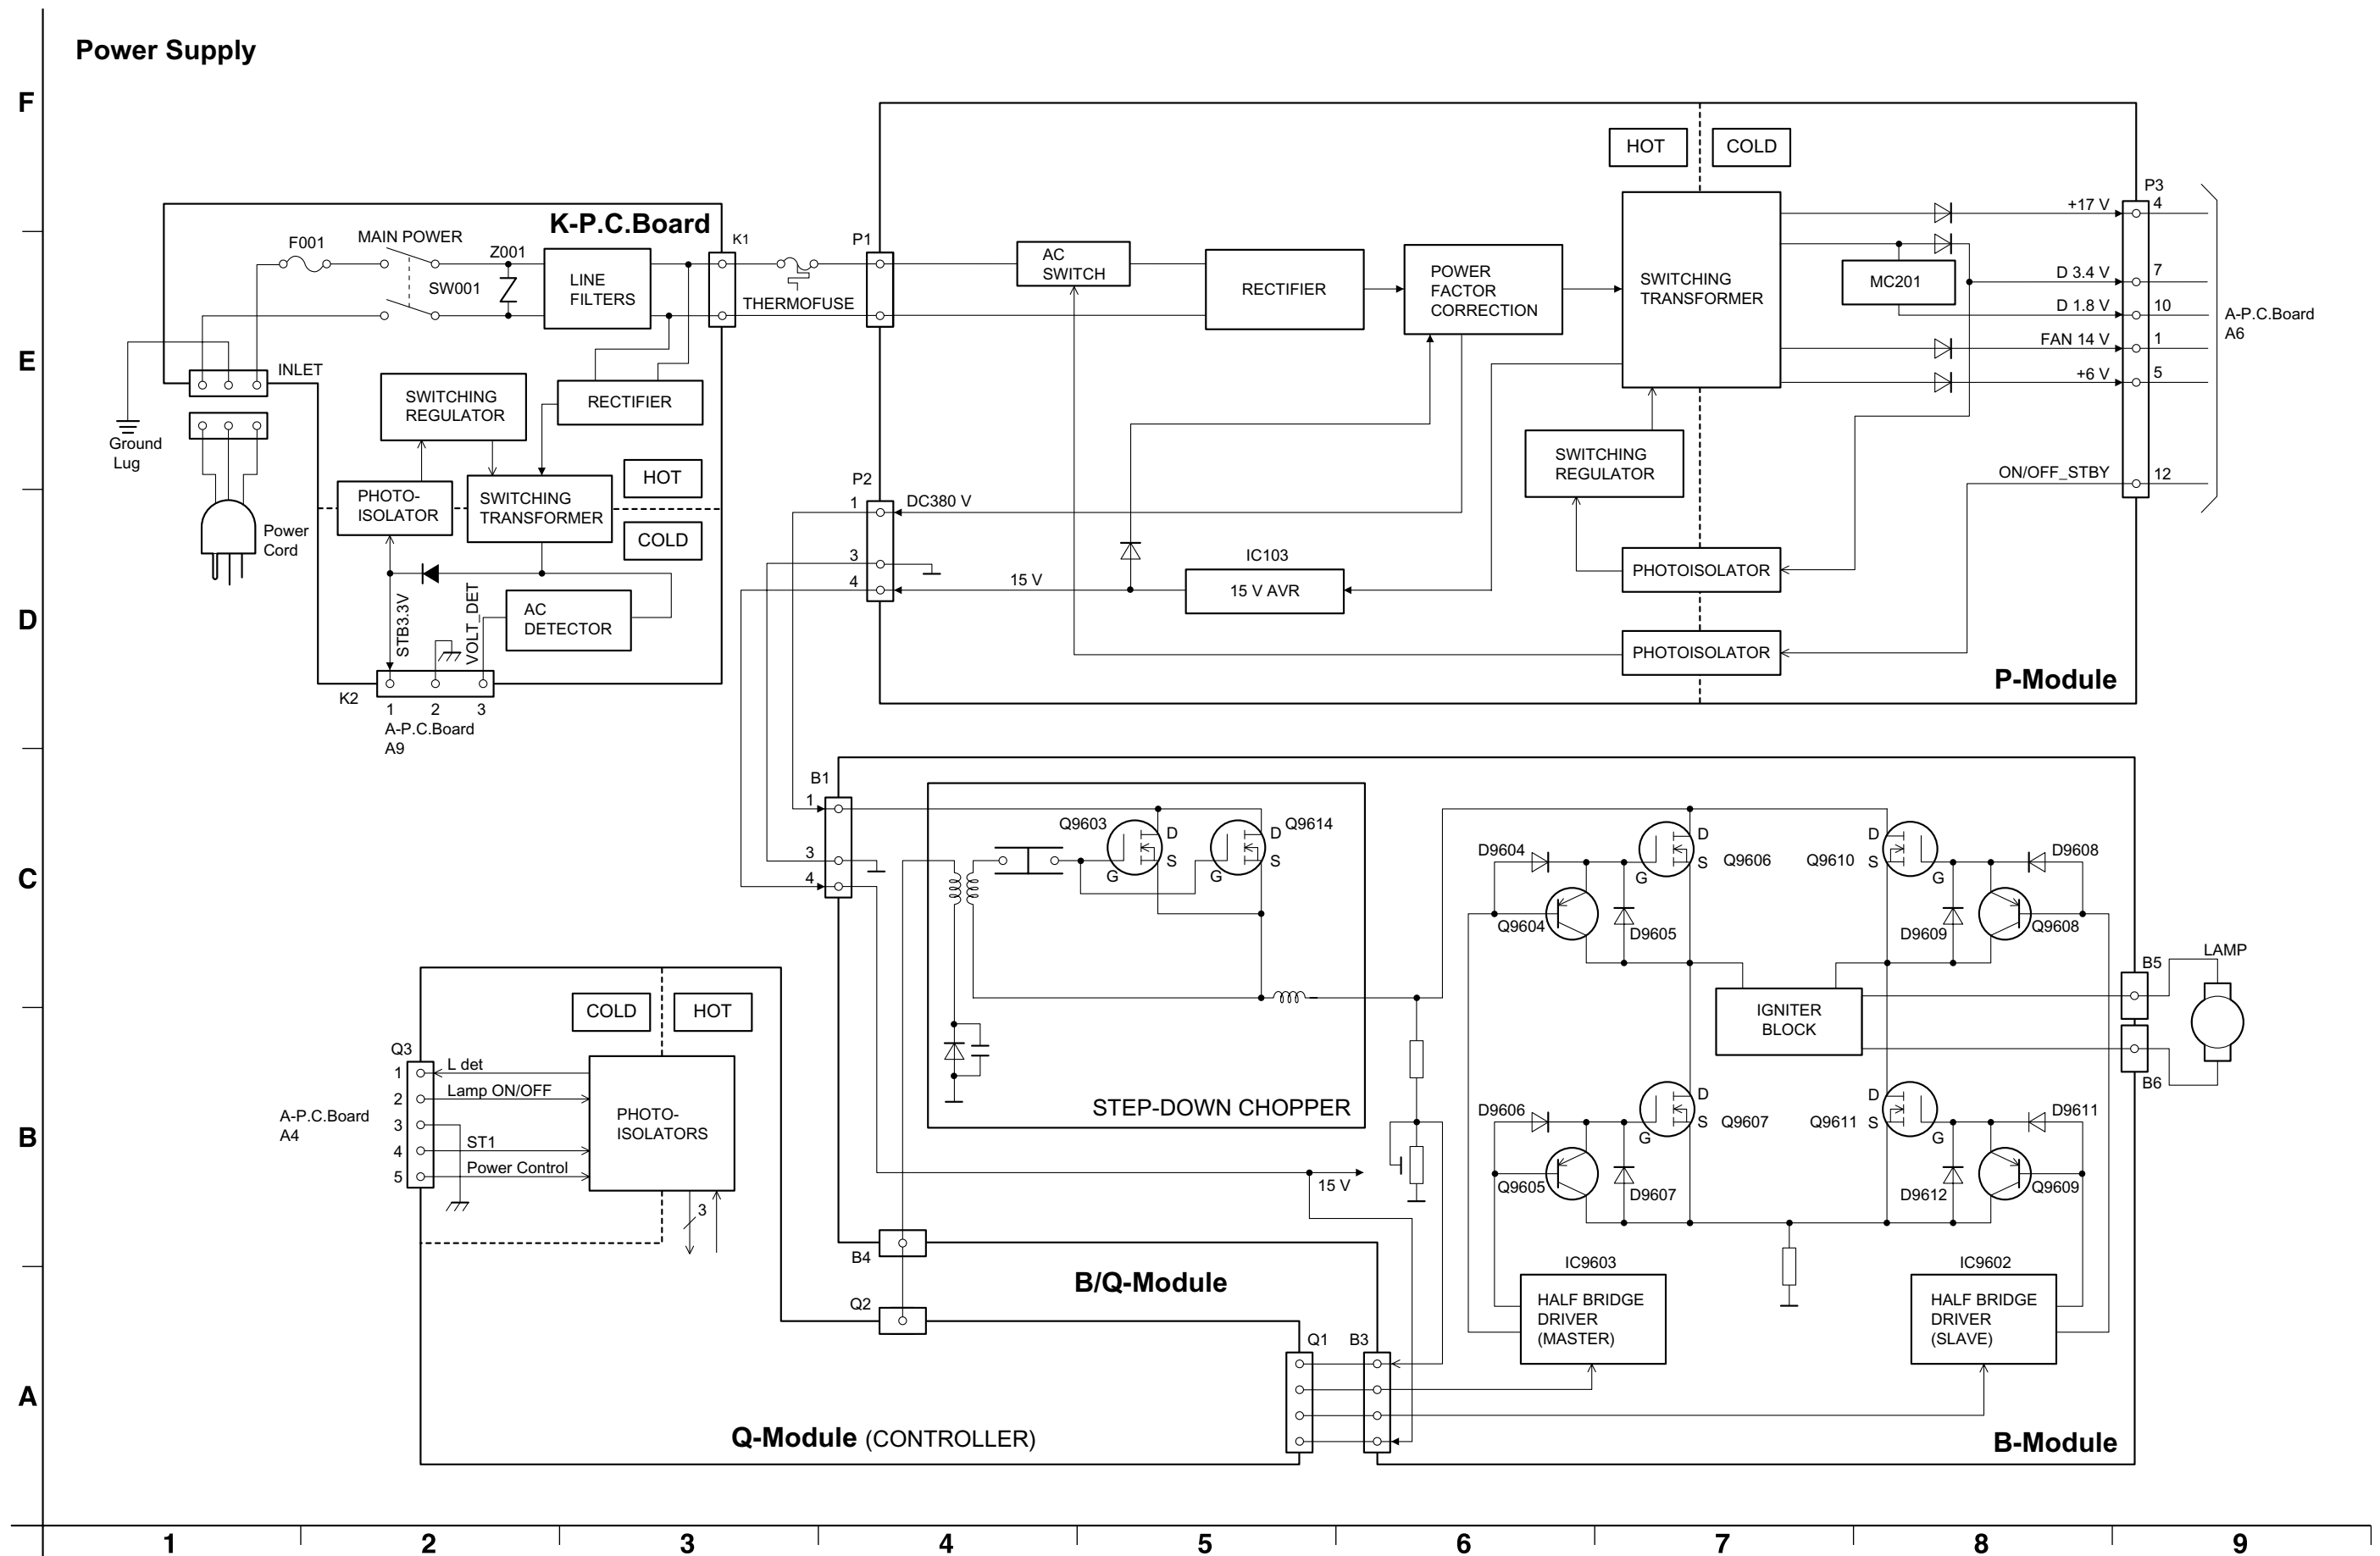 Power Supply
F
E
D
C
B
A
1
2
3
4
5
6
7
8
9
K-P.C.Board
F001
MAIN POWER
SW001
Z001
LINE
FILTERS
K1
THERMOFUSE
P1
INLET
Ground
Lug
Power
Cord
SWITCHING
REGULATOR
RECTIFIER
HOT
COLD
PHOTO-
ISOLATOR
SWITCHING
TRANSFORMER
STB3.3V
VOLT_DET
AC
DETECTOR
K2
1
2
3
A-P.C.Board
A9
HOT
COLD
AC
SWITCH
RECTIFIER
POWER
FACTOR
CORRECTION
SWITCHING
TRANSFORMER
MC201
+17 V
D 3.4 V
D 1.8 V
FAN 14 V
+6 V
ON/OFF_STBY
P3
4
7
10
1
5
12
A-P.C.Board
A6
SWITCHING
REGULATOR
P2
1
3
4
DC380 V
15 V
IC103
15 V AVR
PHOTOISOLATOR
PHOTOISOLATOR
P-Module
B1
1
3
4
Q9603
D
S
G
Q9614
D
S
G
STEP-DOWN CHOPPER
15 V
D9604
Q9604
D9605
D
S
G
Q9606
Q9610
D
S
G
D9608
D9609
Q9608
IGNITER
BLOCK
B5
B6
LAMP
D9606
Q9605
D9607
D
S
G
Q9607
Q9611
D
S
G
D9611
D9612
Q9609
IC9603
HALF BRIDGE
DRIVER
(MASTER)
IC9602
HALF BRIDGE
DRIVER
(SLAVE)
B-Module
COLD
HOT
Q3
1
2
3
4
5
L det
Lamp ON/OFF
ST1
Power Control
A-P.C.Board
A4
PHOTO-
ISOLATORS
3
B4
Q2
B/Q-Module
Q1
B3
Q-Module (CONTROLLER)